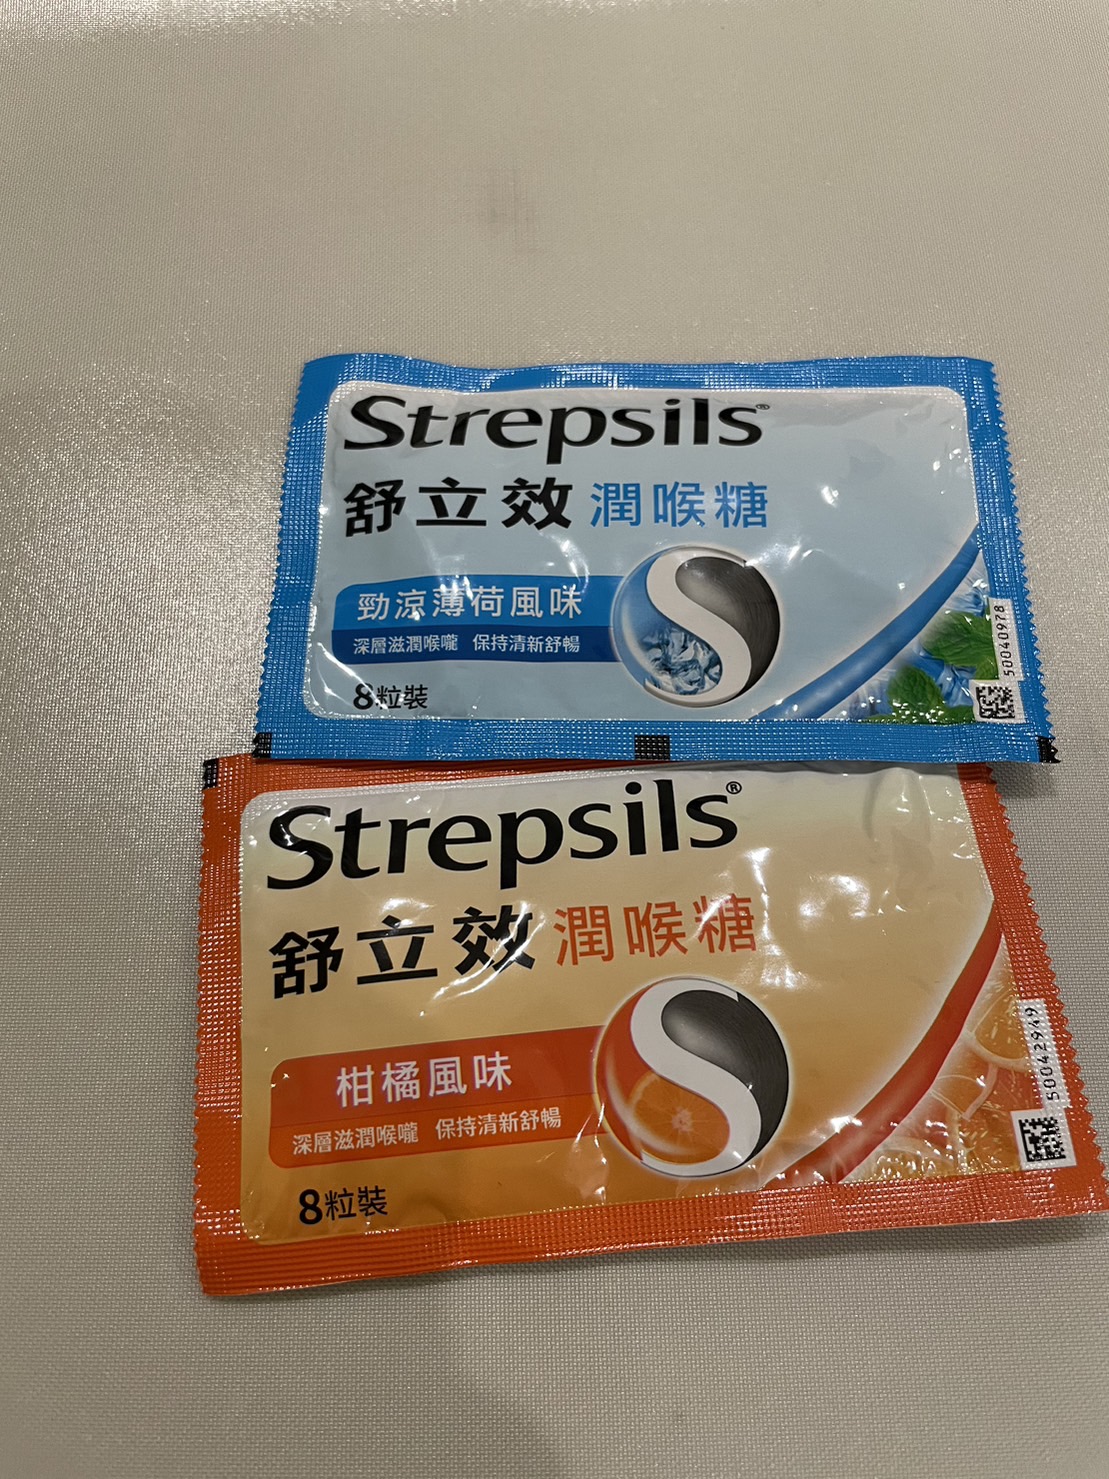 Strepsils®
舒立效 潤喉糖
勁涼薄荷風味
深層滋潤喉嚨 保持清新舒暢
8粒裝
50040978
Strepsils®
舒立效 潤喉糖
柑橘風味
深層滋潤喉嚨 保持清新舒暢
8粒裝
50042949